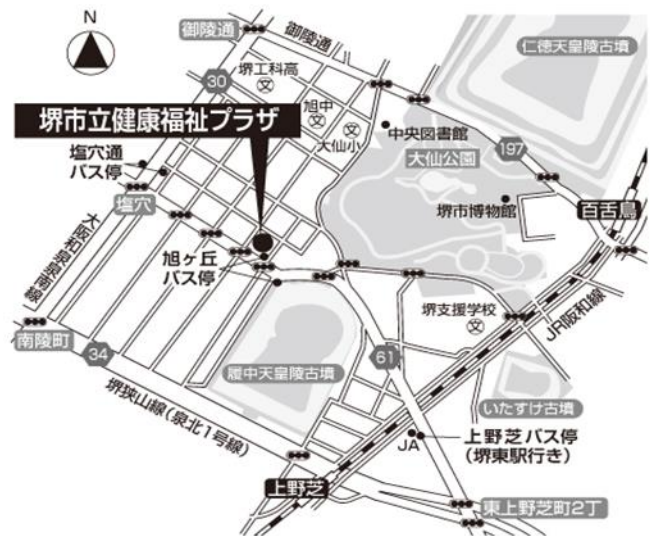 N
御陵通
御陵通
仁徳天皇陵古墳
堺工科高
文
30
旭中
文
文
大仙小
中央図書館
堺市立健康福祉プラザ
大仙公園
197
塩穴通
バス停
塩穴
堺市博物館
百舌鳥
大阪和泉泉南線
旭ヶ丘
バス停
堺支援学校
文
JR阪和線
南陵町
34
61
履中天皇陵古墳
いたすけ古墳
堺狭山線(泉北1号線)
JA
上野芝バス停
(堺東駅行き)
上野芝
東上野芝町2丁